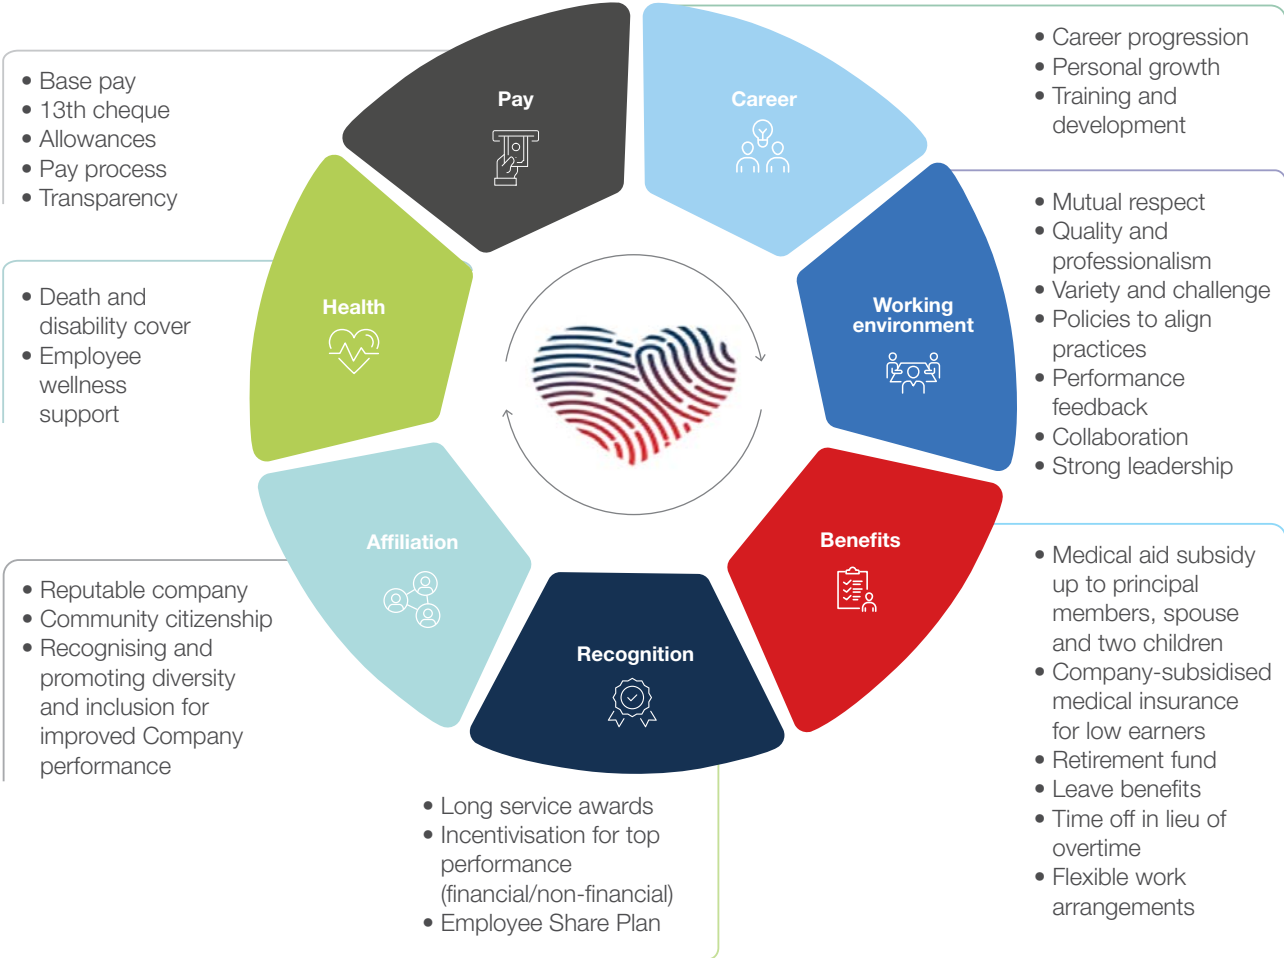 Pay
• Base pay
• 13th cheque
• Allowances
• Pay process
• Transparency
Career
• Career progression
• Personal growth
• Training and
development
Working
environment
• Mutual respect
• Quality and
professionalism
• Variety and challenge
• Policies to align
practices
• Performance
feedback
• Collaboration
• Strong leadership
Benefits
• Medical aid subsidy
up to principal
members, spouse
and two children
• Company-subsidised
medical insurance
for low earners
• Retirement fund
• Leave benefits
• Time off in lieu of
overtime
• Flexible work
arrangements
Recognition
• Long service awards
• Incentivisation for top
performance
(financial/non-financial)
• Employee Share Plan
Affiliation
• Reputable company
• Community citizenship
• Recognising and
promoting diversity
and inclusion for
improved Company
performance
Health
• Death and
disability cover
• Employee
wellness
support